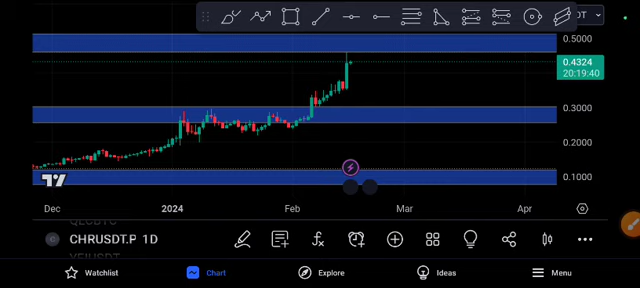 0.5000
0.4324
20:19:40
0.3000
0.2000
0.1000
Dec 2024 Feb Mar Apr
CHRUSDT.P 1D
Watchlist Chart Explore Ideas Menu